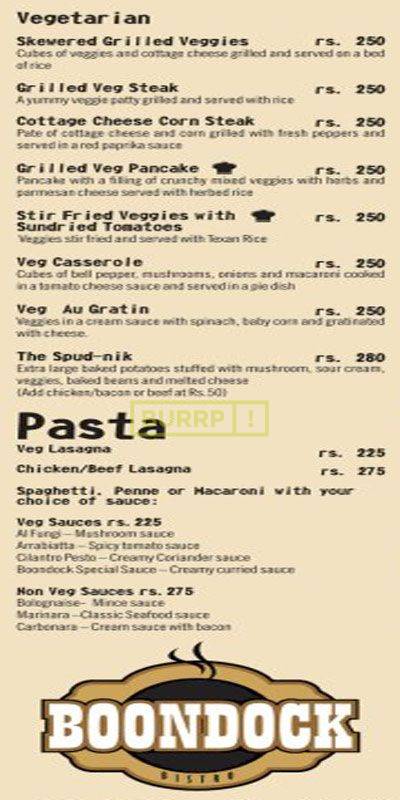 Vegetarian
Skewered Grilled Veggies rs. 250
Cubes of veggies and cottage cheese grilled and served on a bed
of rice
Grilled Veg Steak rs. 250
A yummy veggie patty grilled and served with rice
Cottage Cheese Corn Steak rs. 250
Pate of cottage cheese and corn grilled with fresh peppers and
served in a red paprika sauce
Grilled Veg Pancake rs. 250
Pancake with a filling of crunchy mixed veggies with herbs and
parmesan cheese served with herbed rice
Stir Fried Veggies with rs. 250
Sundried Tomatoes
Veggies stir fried and served with Texan Rice
Veg Casserole rs. 250
Cubes of bell pepper, mushrooms, onions and macaroni cooked
in a tomato cheese sauce and served in a pie dish
Veg Au Gratin rs. 250
Veggies in a cream sauce with spinach, baby corn and gratinated
with cheese.
The Spud-nik rs. 280
Extra large baked potatoes stuffed with mushroom, sour cream,
veggies, baked beans and melted cheese
(Add chicken/bacon or beef at Rs.50)
BURRP !
Pasta
Veg Lasagna rs. 225
Chicken/Beef Lasagna rs. 275
Spaghetti, Penne or Macaroni with your
choice of sauce:
Veg Sauces rs. 225
Al Fungi – Mushroom sauce
Arrabiatta – Spicy tomato sauce
Cilantro Pesto – Creamy Coriander sauce
Boondock Special Sauce – Creamy curried sauce
Non Veg Sauces rs. 275
Bolognaise– Mince sauce
Marinara –Classic Seafood sauce
Carbonara – Cream sauce with bacon
BOONDOCK
BISTRO